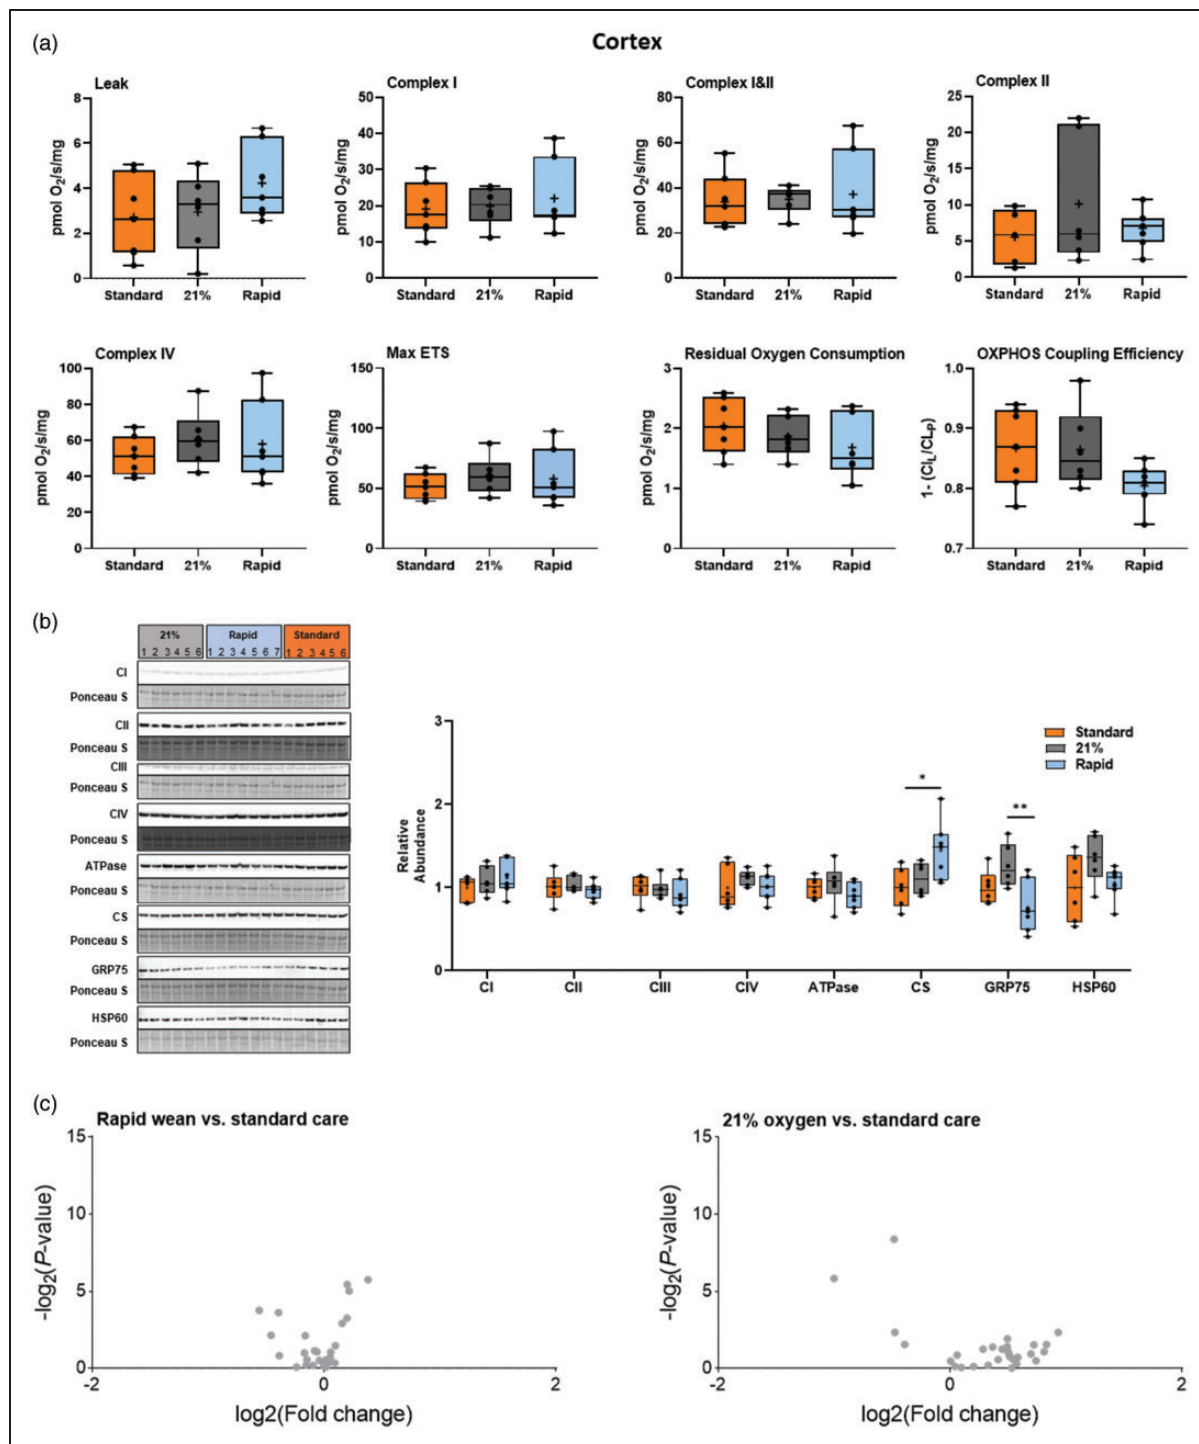 (a)
Cortex
Leak
Complex I
Complex I&II
Complex II
pmol O2/s/mg
8
6
4
2
0
Standard 21% Rapid
pmol O2/s/mg
50
40
30
20
10
0
Standard 21% Rapid
pmol O2/s/mg
80
60
40
20
0
Standard 21% Rapid
pmol O2/s/mg
25
20
15
10
5
0
Standard 21% Rapid
Complex IV
Max ETS
Residual Oxygen Consumption
OXPHOS Coupling Efficiency
pmol O2/s/mg
100
80
60
40
20
0
Standard 21% Rapid
pmol O2/s/mg
150
100
50
0
Standard 21% Rapid
pmol O2/s/mg
3
2
1
0
Standard 21% Rapid
1- (CIL/CLP)
1.0
0.9
0.8
0.7
Standard 21% Rapid
(b)
21% Rapid Standard
1 2 3 4 5 6 1 2 3 4 5 6 7 1 2 3 4 5 6
CI
Ponceau S
CII
Ponceau S
CIII
Ponceau S
CIV
Ponceau S
ATPase
Ponceau S
CS
Ponceau S
GRP75
Ponceau S
HSP60
Ponceau S
Relative
Abundance
3
2
1
0
Standard
21%
Rapid
*
**
CI CII CIII CIV ATPase CS GRP75 HSP60
(c)
Rapid wean vs. standard care
-log2(P-value)
15
10
5
0
-2 0 2
log2(Fold change)
21% oxygen vs. standard care
-log2(P-value)
15
10
5
0
-2 0 2
log2(Fold change)